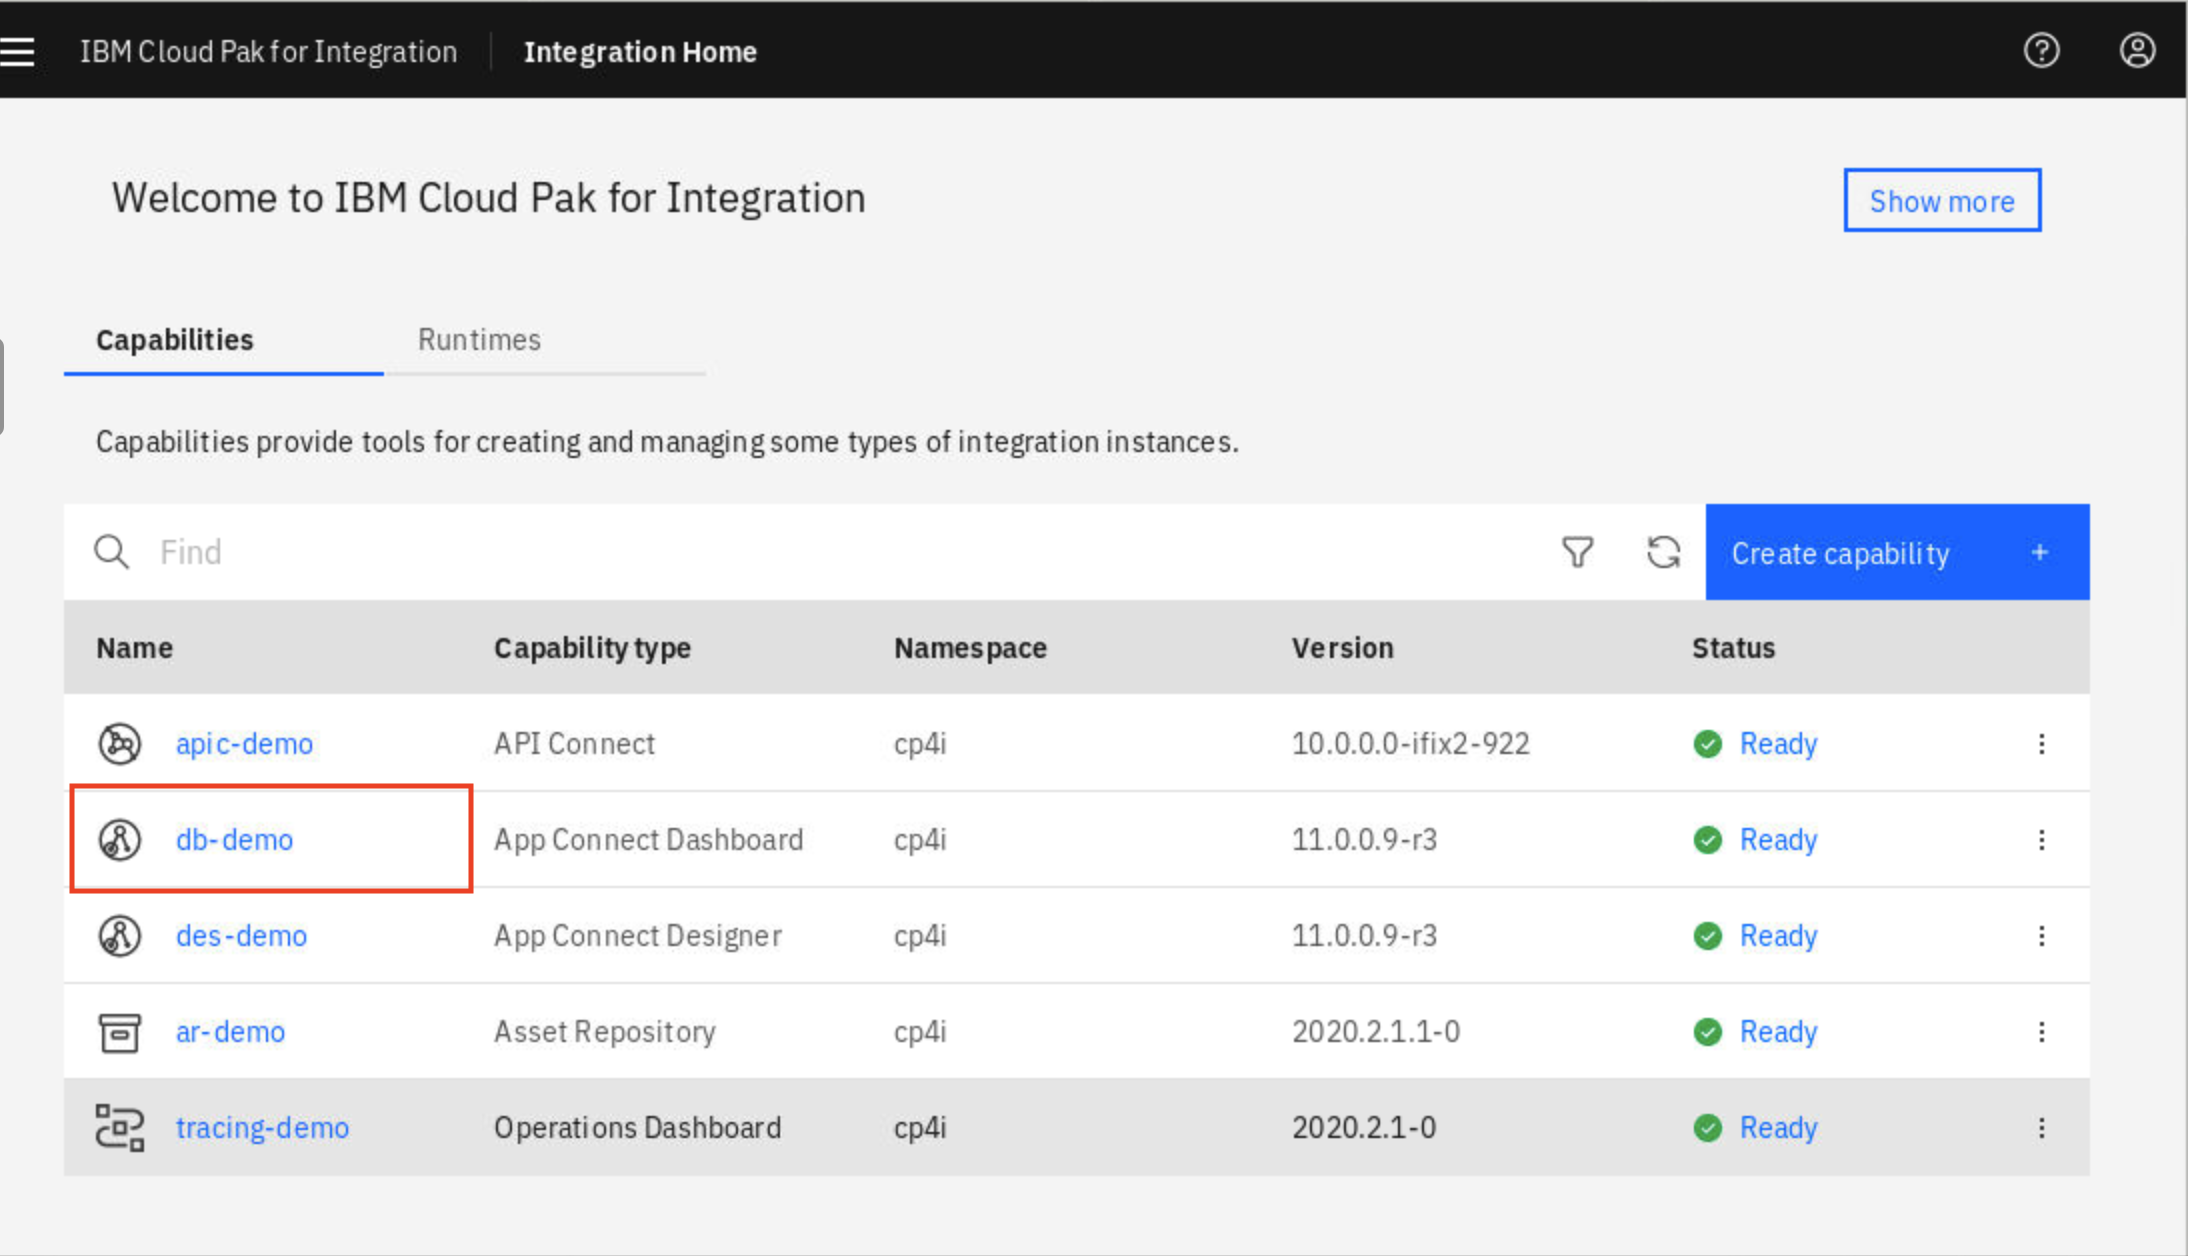 IBM Cloud Pak for Integration Integration Home
Welcome to IBM Cloud Pak for Integration
Show more
Capabilities Runtimes
Capabilities provide tools for creating and managing some types of integration instances.
Find Create capability +
Name Capability type Namespace Version Status
apic-demo API Connect cp4i 10.0.0.0-ifix2-922 Ready
db-demo App Connect Dashboard cp4i 11.0.0.9-r3 Ready
des-demo App Connect Designer cp4i 11.0.0.9-r3 Ready
ar-demo Asset Repository cp4i 2020.2.1.1-0 Ready
tracing-demo Operations Dashboard cp4i 2020.2.1-0 Ready